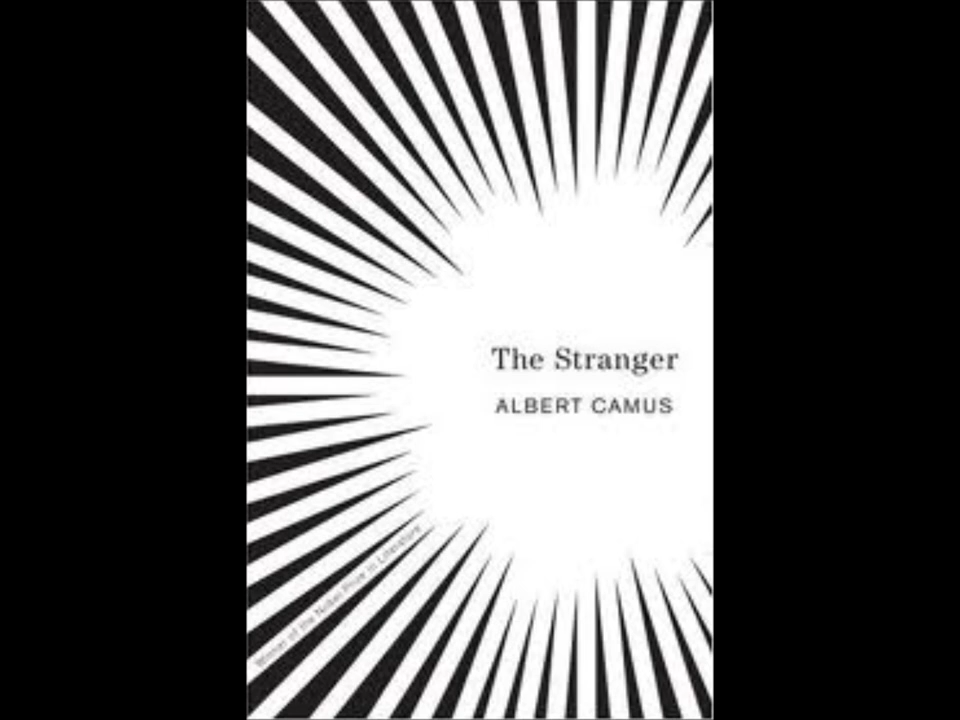 The Stranger
ALBERT CAMUS
Winner of the Nobel Prize in Literature